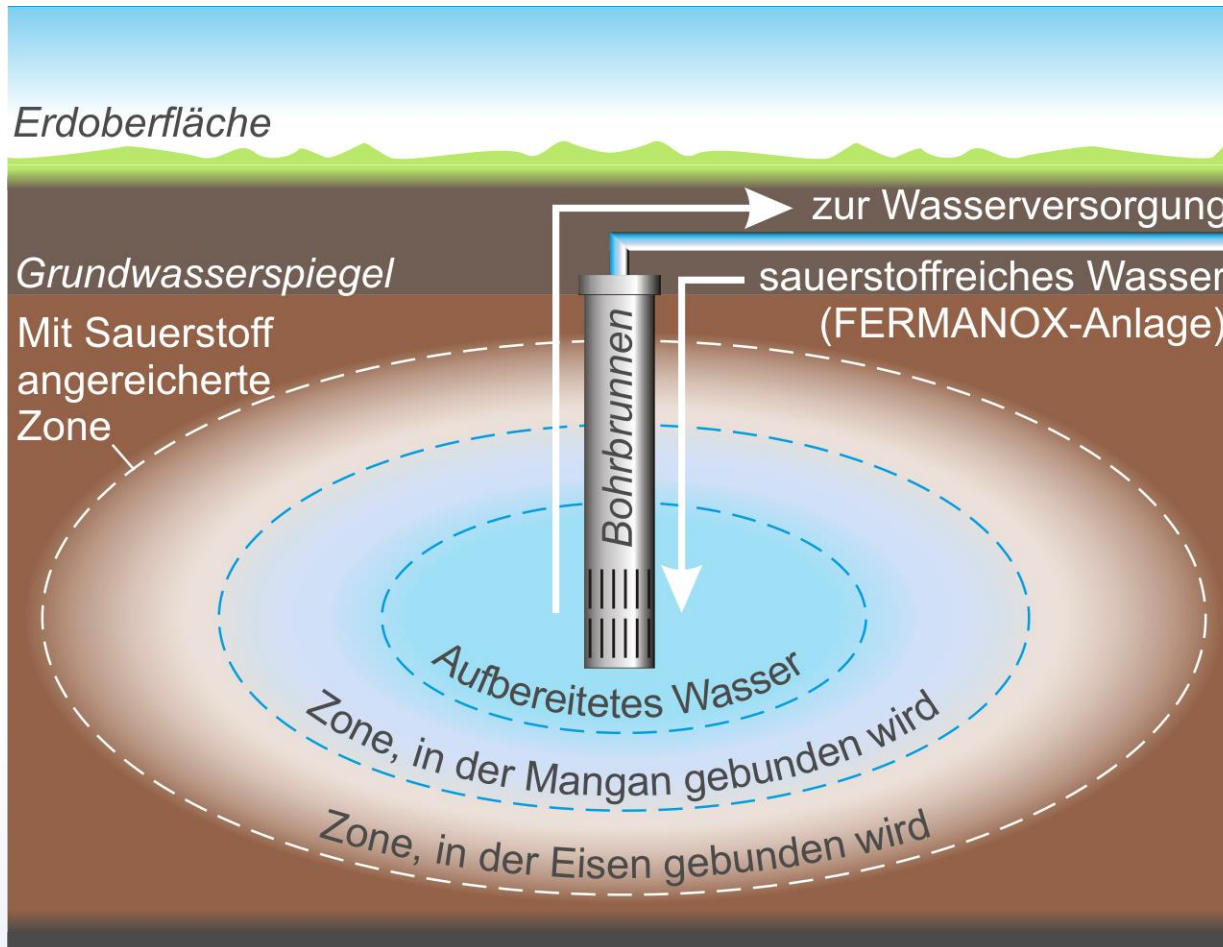 Erdoberfläche
zur Wasserversorgung
Grundwasserspiegel
sauerstoffreiches Wasser
(FERMANOX-Anlage)
Mit Sauerstoff
angereicherte
Zone
Bohrbrunnen
Aufbereitetes Wasser
Zone, in der Mangan gebunden wird
Zone, in der Eisen gebunden wird